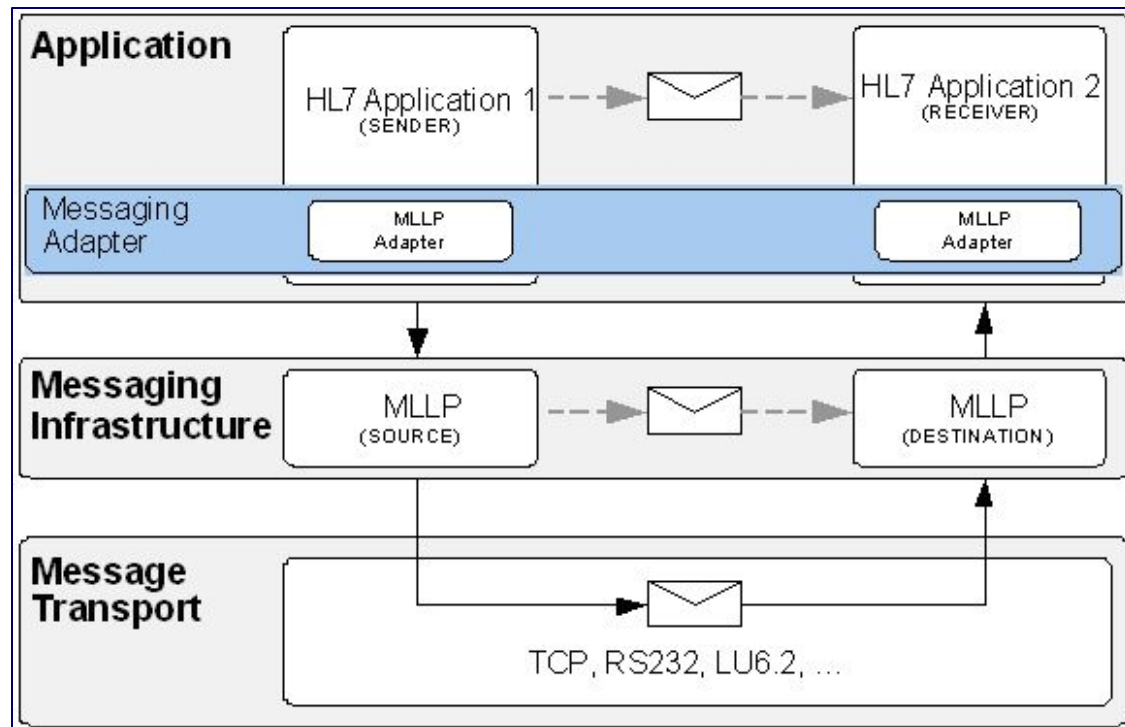 Application
HL7 Application 1
(SENDER)
HL7 Application 2
(RECEIVER)
Messaging
Adapter
MLLP
Adapter
MLLP
Adapter
Messaging
Infrastructure
MLLP
(SOURCE)
MLLP
(DESTINATION)
Message
Transport
TCP, RS232, LU6.2, ...